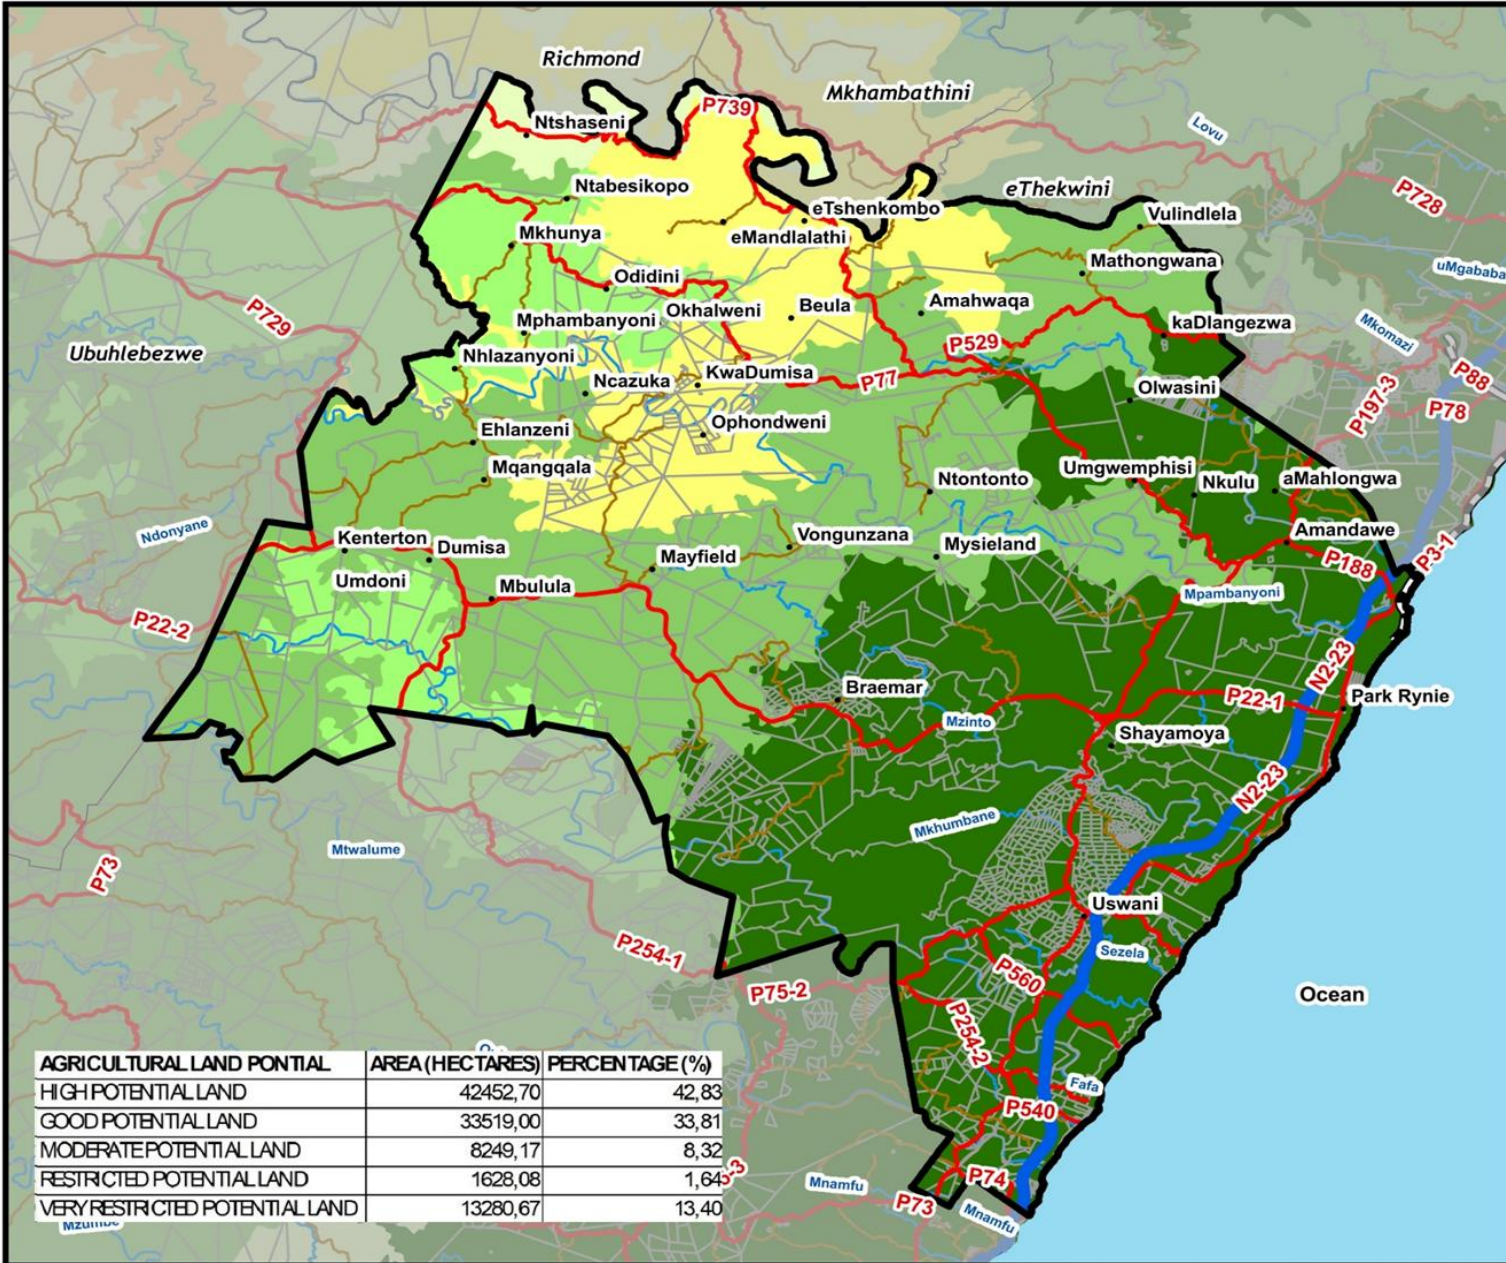 Richmond
Mkhambathini
P739
Ntshaseni
Lovu
eThekwini
P728
Ntabesikopo
eTshenkombo
Vulindlela
Mkhunya
eMandlalathi
Mathongwana
uMgababa
Odidini
Okhalweni
Beula
Amahwaqa
P729
Mphambanyoni
kaDlangezwa
Mkomazi
Ubuhlebezwe
Nhlazanyoni
P529
P88
Ncazuka
KwaDumisa
P77
Olwasini
P197-3
P78
Ehlanzeni
Ophondweni
Mqangqala
Umgwemphisi
Nkulu
aMahlongwa
Ntontonto
Ndonyane
Kenterton
Dumisa
Vongunzana
Mysieland
Amandawe
P-3-1
Mayfield
P188
Umdoni
Mbulula
Mpambanyoni
P22-2
N2-23
Braemar
P22-1
Park Rynie
Mzinto
Shayamoya
N2-23
Mkhumbane
Mtwalume
P73
Uswani
P254-1
Sezela
P75-2
P560
Ocean
P254-2
Fafa
P540
AGRICULTURAL LAND PONTIAL AREA (HECTARES) PERCENTAGE (%)
HIGH POTENTIAL LAND 42452,70 42,83
GOOD POTENTIAL LAND 33519,00 33,81
MODERATE POTENTIAL LAND 8249,17 8,32
RESTRICTED POTENTIAL LAND 1628,08 1,64
VERY RESTRICTED POTENTIAL LAND 13280,67 13,40
P74
Mnamfu
P73
Mnamfu
Mzumbe